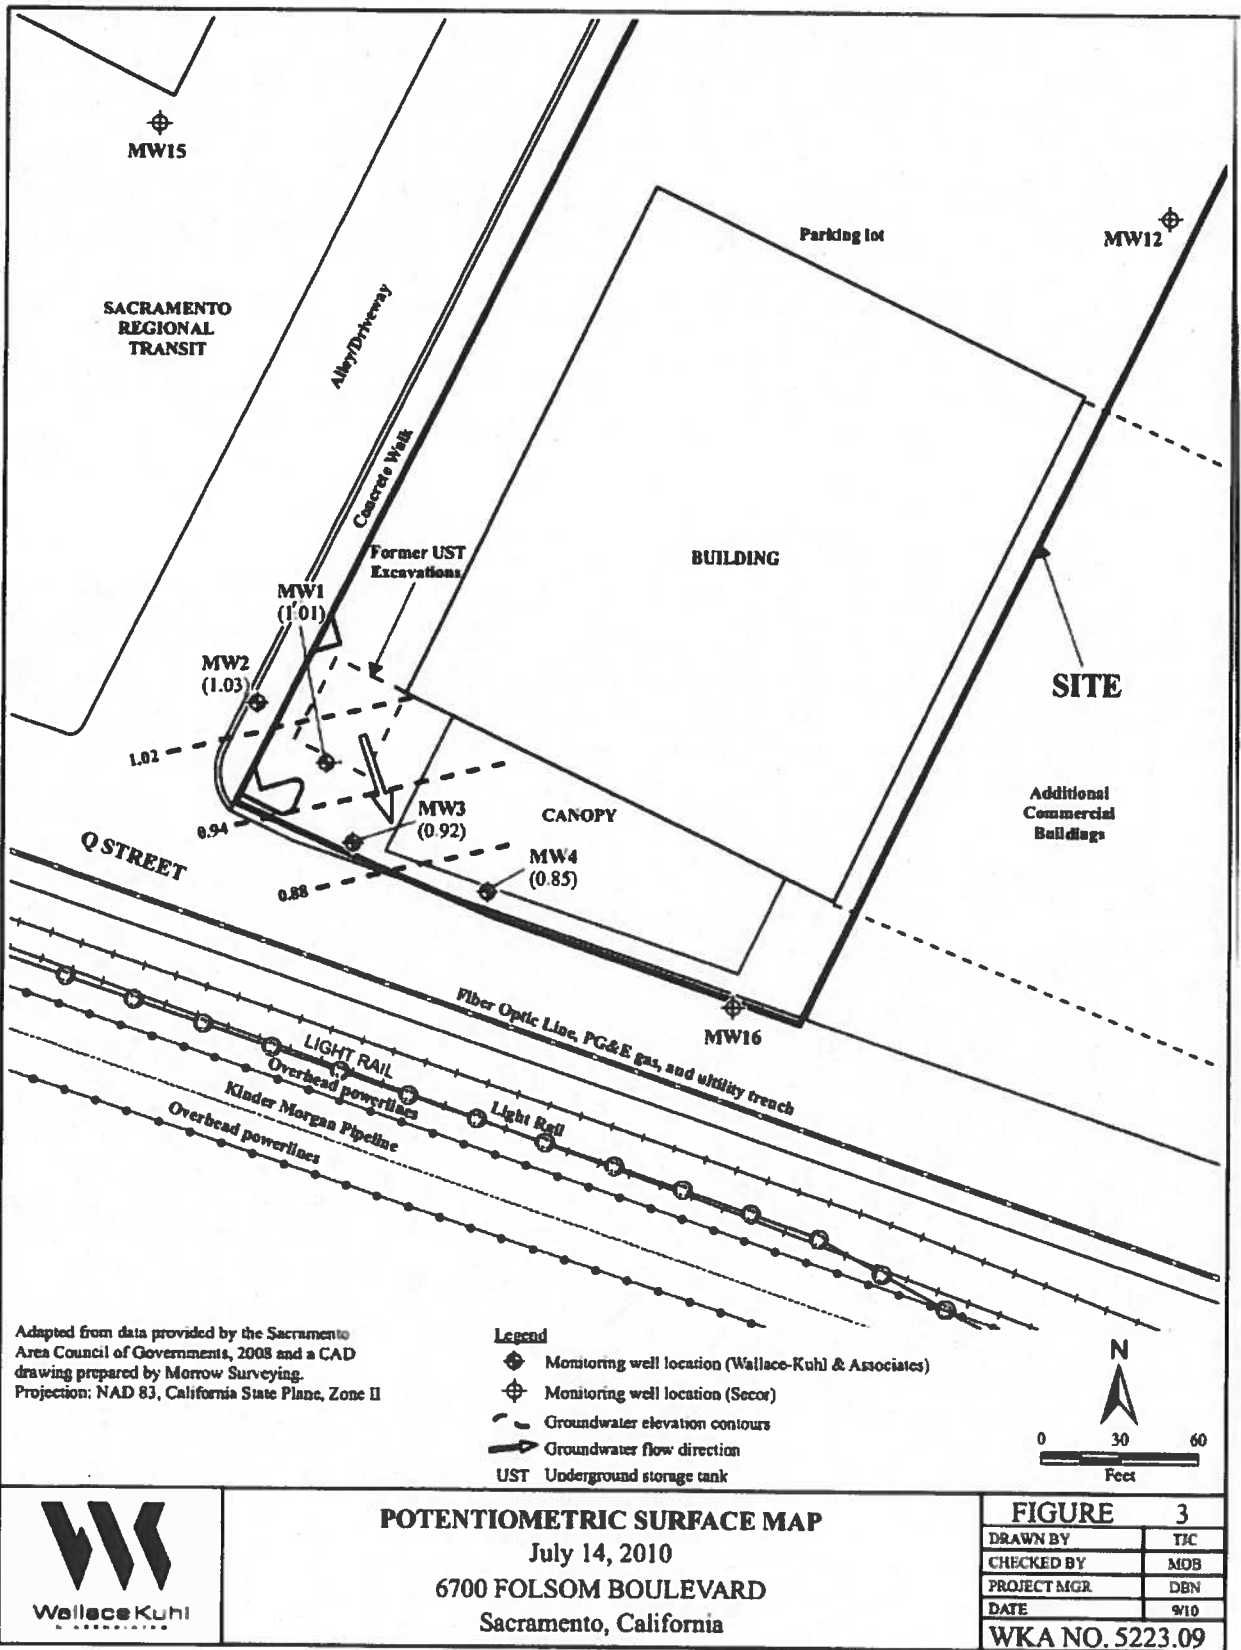 MW15
Parking lot
MW12
SACRAMENTO
REGIONAL
TRANSIT
Alley/Driveway
Concrete Walk
Former UST
Excavations
BUILDING
MW1
(1.01)
MW2
(1.03)
SITE
1.02
Additional
Commercial
Buildings
MW3
(0.92)
CANOPY
0.94
Q STREET
MW4
(0.85)
0.88
MW16
Fiber Optic Line, PG&E gas, and ultility trench
LIGHT RAIL
Overhead powerlines
Light Rail
Kinder Morgan Pipeline
Overhead powerlines
Adapted from data provided by the Sacramento
Area Council of Governments, 2008 and a CAD
drawing prepared by Morrow Surveying.
Projection: NAD 83, California State Plane, Zone II
Legend
Monitoring well location (Wallace-Kuhl & Associates)
Monitoring well location (Secor)
Groundwater elevation contours
Groundwater flow direction
UST Underground storage tank
N
0 30 60
Feet
WallaceKuhl
& ASSOCIATES
POTENTIOMETRIC SURFACE MAP
July 14, 2010
6700 FOLSOM BOULEVARD
Sacramento, California
FIGURE 3
DRAWN BY TJC
CHECKED BY MOB
PROJECT MGR DBN
DATE 9/10
WKA NO. 5223.09